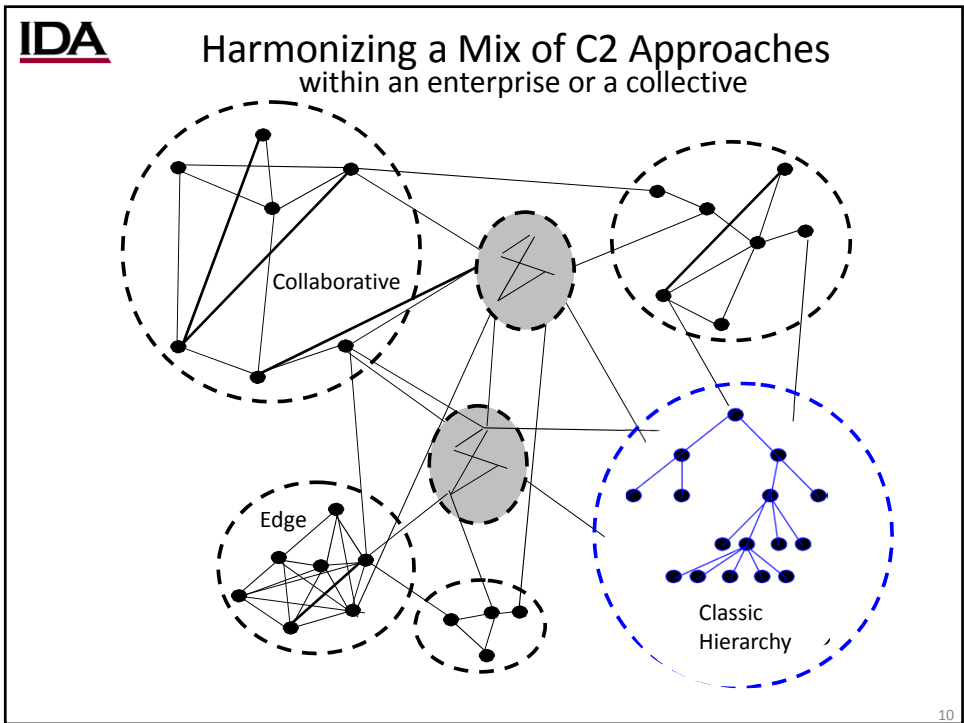 IDA
Harmonizing a Mix of C2 Approaches
within an enterprise or a collective
Collaborative
Edge
Classic
Hierarchy
10